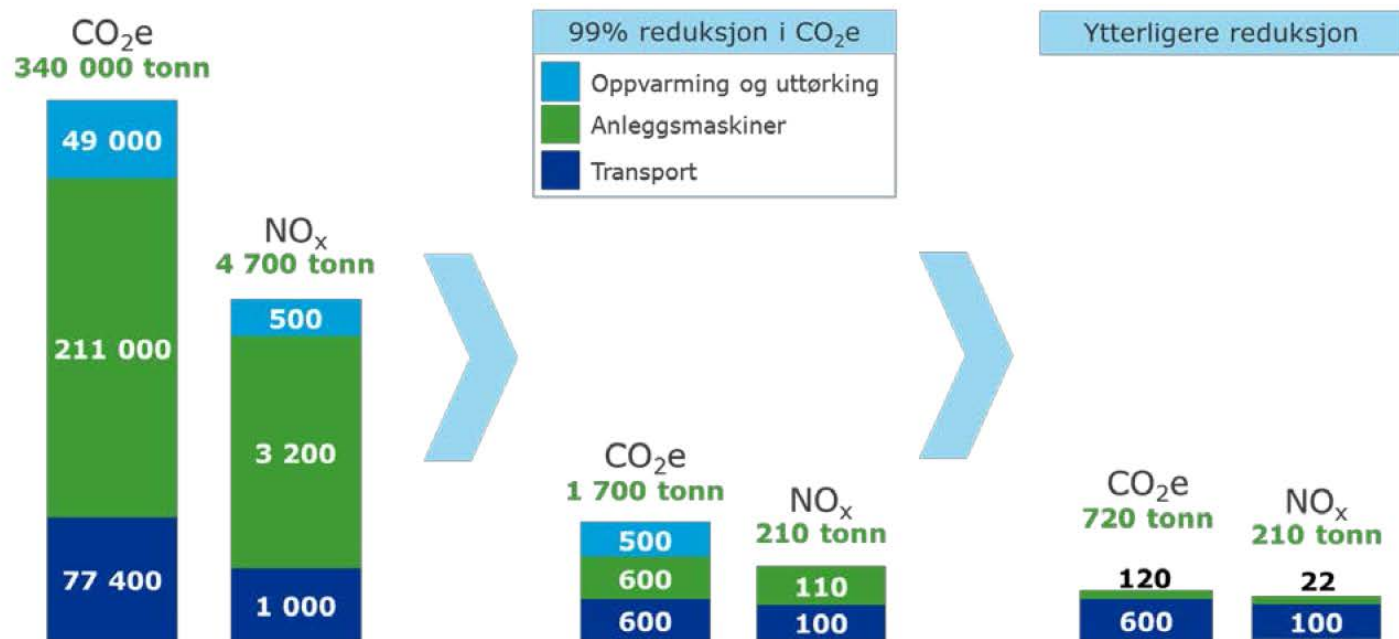 CO₂e
340 000 tonn
49 000
211 000
77 400
NOₓ
4 700 tonn
500
3 200
1 000
99% reduksjon i CO₂e
Oppvarming og uttørking
Anleggsmaskiner
Transport
CO₂e
1 700 tonn
500
600
600
NOₓ
210 tonn
110
100
Ytterligere reduksjon
CO₂e
720 tonn
120
600
NOₓ
210 tonn
22
100